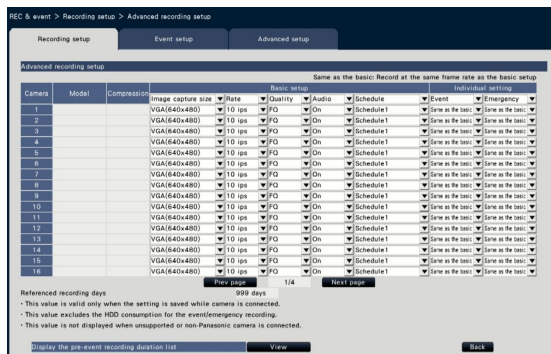 REC & event > Recording setup > Advanced recording setup
Recording setup Event setup Advanced setup
Advanced recording setup
Same as the basic: Record at the same frame rate as the basic setup
Camera Model Compression Basic setup Individual setting
Image capture size Rate Quality Audio Schedule Event Emergency
1 VGA(640x480) 10 ips FQ On Schedule1 Same as the basic Same as the basic
2 VGA(640x480) 10 ips FQ On Schedule1 Same as the basic Same as the basic
3 VGA(640x480) 10 ips FQ On Schedule1 Same as the basic Same as the basic
4 VGA(640x480) 10 ips FQ On Schedule1 Same as the basic Same as the basic
5 VGA(640x480) 10 ips FQ On Schedule1 Same as the basic Same as the basic
6 VGA(640x480) 10 ips FQ On Schedule1 Same as the basic Same as the basic
7 VGA(640x480) 10 ips FQ On Schedule1 Same as the basic Same as the basic
8 VGA(640x480) 10 ips FQ On Schedule1 Same as the basic Same as the basic
9 VGA(640x480) 10 ips FQ On Schedule1 Same as the basic Same as the basic
10 VGA(640x480) 10 ips FQ On Schedule1 Same as the basic Same as the basic
11 VGA(640x480) 10 ips FQ On Schedule1 Same as the basic Same as the basic
12 VGA(640x480) 10 ips FQ On Schedule1 Same as the basic Same as the basic
13 VGA(640x480) 10 ips FQ On Schedule1 Same as the basic Same as the basic
14 VGA(640x480) 10 ips FQ On Schedule1 Same as the basic Same as the basic
15 VGA(640x480) 10 ips FQ On Schedule1 Same as the basic Same as the basic
16 VGA(640x480) 10 ips FQ On Schedule1 Same as the basic Same as the basic
Prev page 1/4 Next page
Referenced recording days 999 days
・This value is valid only when the setting is saved while camera is connected.
・This value excludes the HDD consumption for the event/emergency recording.
・This value is not displayed when unsupported or non-Panasonic camera is connected.
Display the pre-event recording duration list View Back